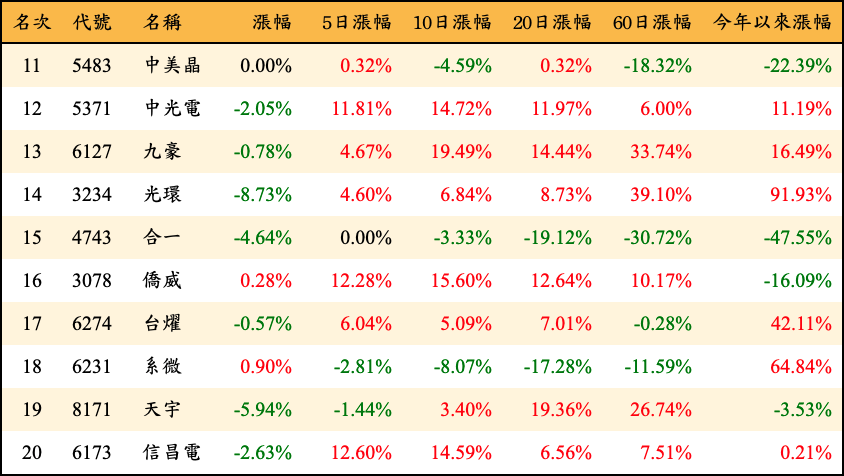 名次 代號 名稱 漲幅 5日漲幅 10日漲幅 20日漲幅 60日漲幅 今年以來漲幅
11 5483 中美晶 0.00% 0.32% -4.59% 0.32% -18.32% -22.39%
12 5371 中光電 -2.05% 11.81% 14.72% 11.97% 6.00% 11.19%
13 6127 九豪 -0.78% 4.67% 19.49% 14.44% 33.74% 16.49%
14 3234 光環 -8.73% 4.60% 6.84% 8.73% 39.10% 91.93%
15 4743 合一 -4.64% 0.00% -3.33% -19.12% -30.72% -47.55%
16 3078 僑威 0.28% 12.28% 15.60% 12.64% 10.17% -16.09%
17 6274 台燿 -0.57% 6.04% 5.09% 7.01% -0.28% 42.11%
18 6231 系微 0.90% -2.81% -8.07% -17.28% -11.59% 64.84%
19 8171 天宇 -5.94% -1.44% 3.40% 19.36% 26.74% -3.53%
20 6173 信昌電 -2.63% 12.60% 14.59% 6.56% 7.51% 0.21%